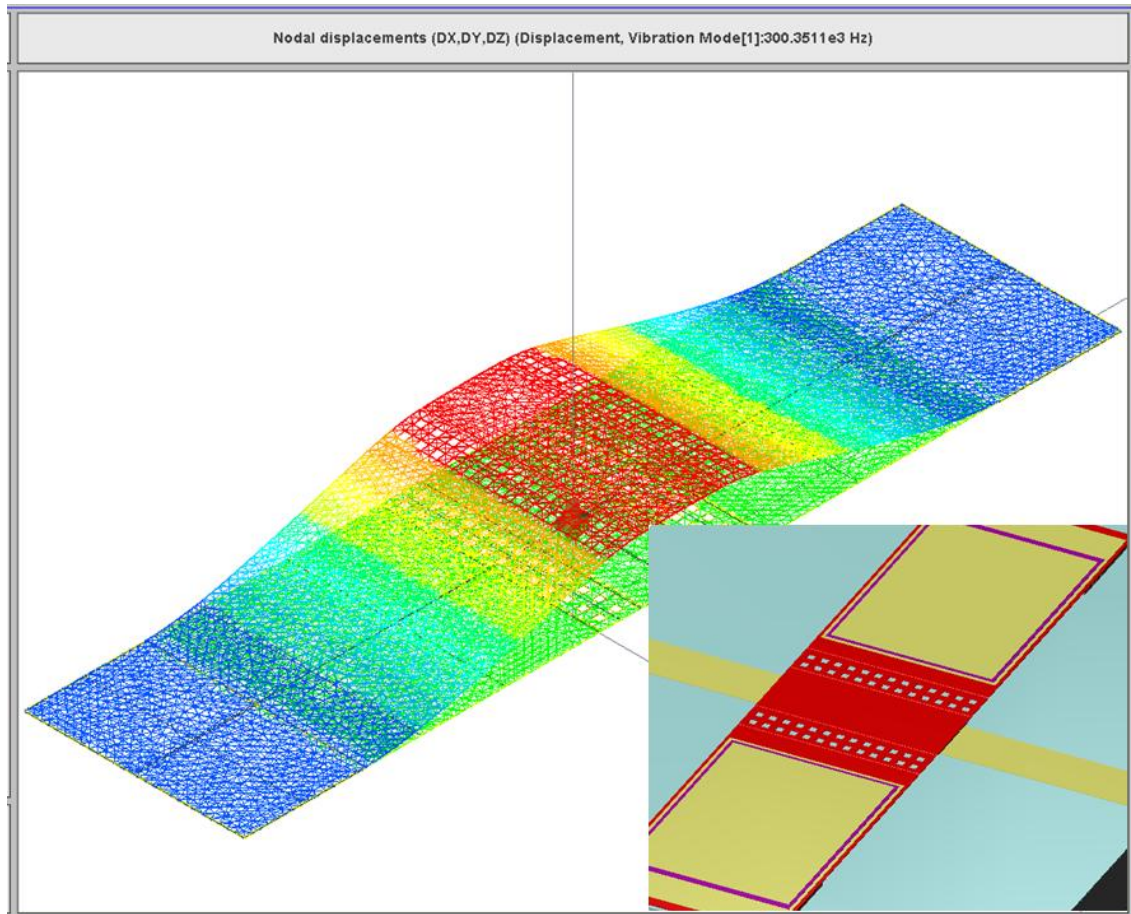 Nodal displacements (DX,DY,DZ) (Displacement, Vibration Mode[1]:300.3511e3 Hz)